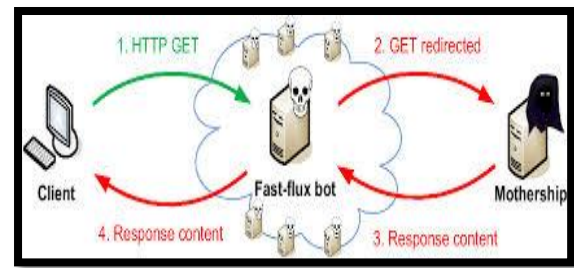 1. HTTP GET
2. GET redirected
Client
Fast-flux bot
Mothership
4. Response content
3. Response content